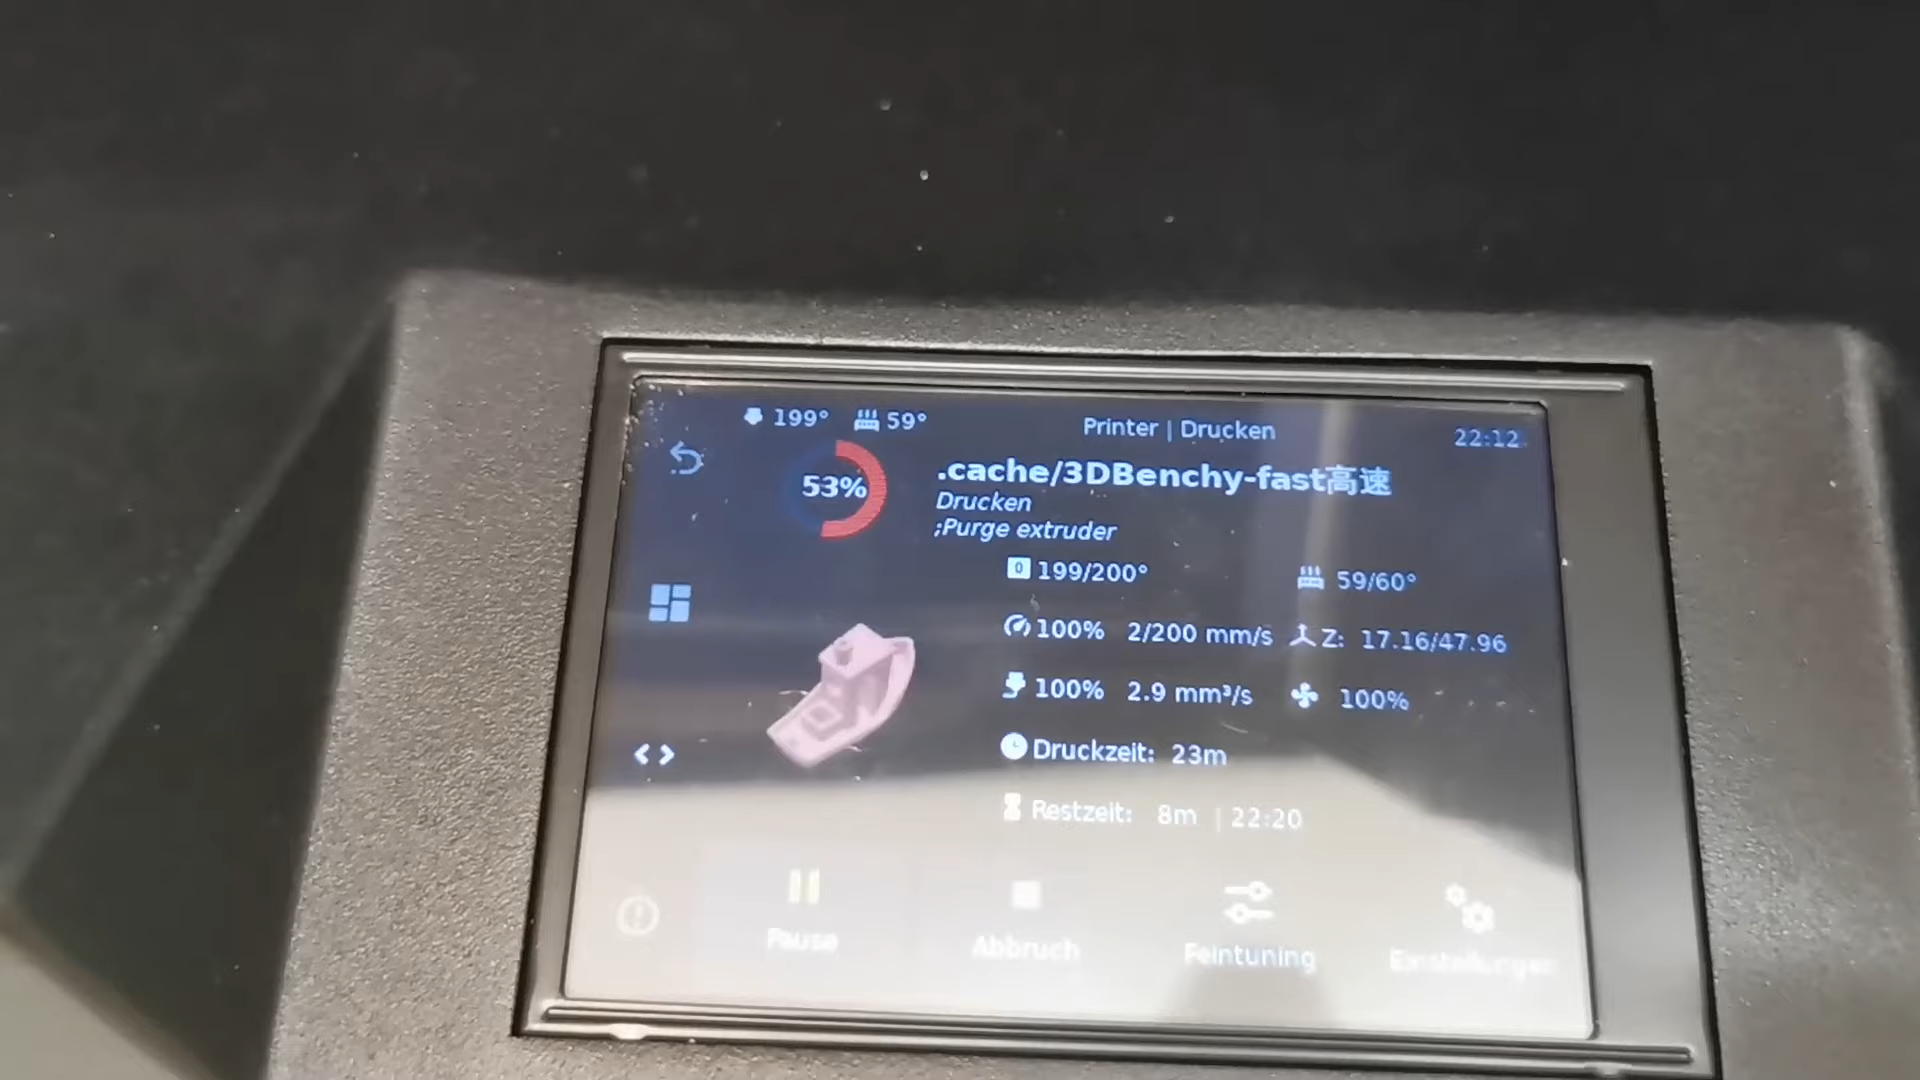 199° 59° Printer | Drucken 22:12
53%
.cache/3DBenchy-fast高速
Drucken
;Purge extruder
0 199/200° 59/60°
100% 2/200 mm/s Z: 17.16/47.96
100% 2.9 mm³/s 100%
Druckzeit: 23m
Restzeit: 8m | 22:20
Pause Abbruch Feintuning Einstellungen